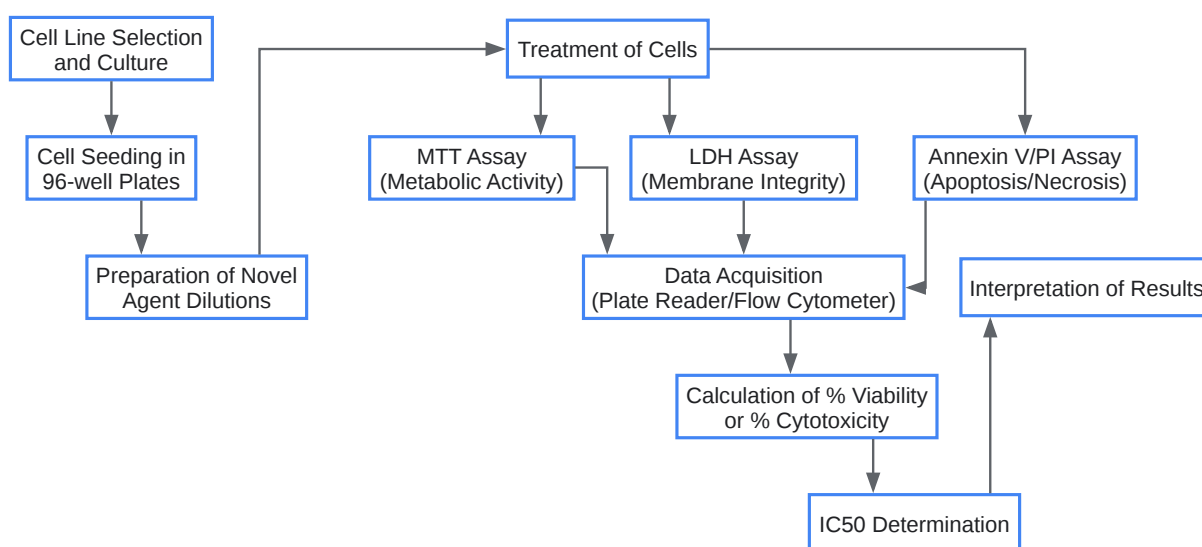 Cell Line Selection
and Culture
Treatment of Cells
Cell Seeding in
96-well Plates
MTT Assay
(Metabolic Activity)
LDH Assay
(Membrane Integrity)
Annexin V/PI Assay
(Apoptosis/Necrosis)
Preparation of Novel
Agent Dilutions
Data Acquisition
(Plate Reader/Flow Cytometer)
Interpretation of Results
Calculation of % Viability
or % Cytotoxicity
IC50 Determination